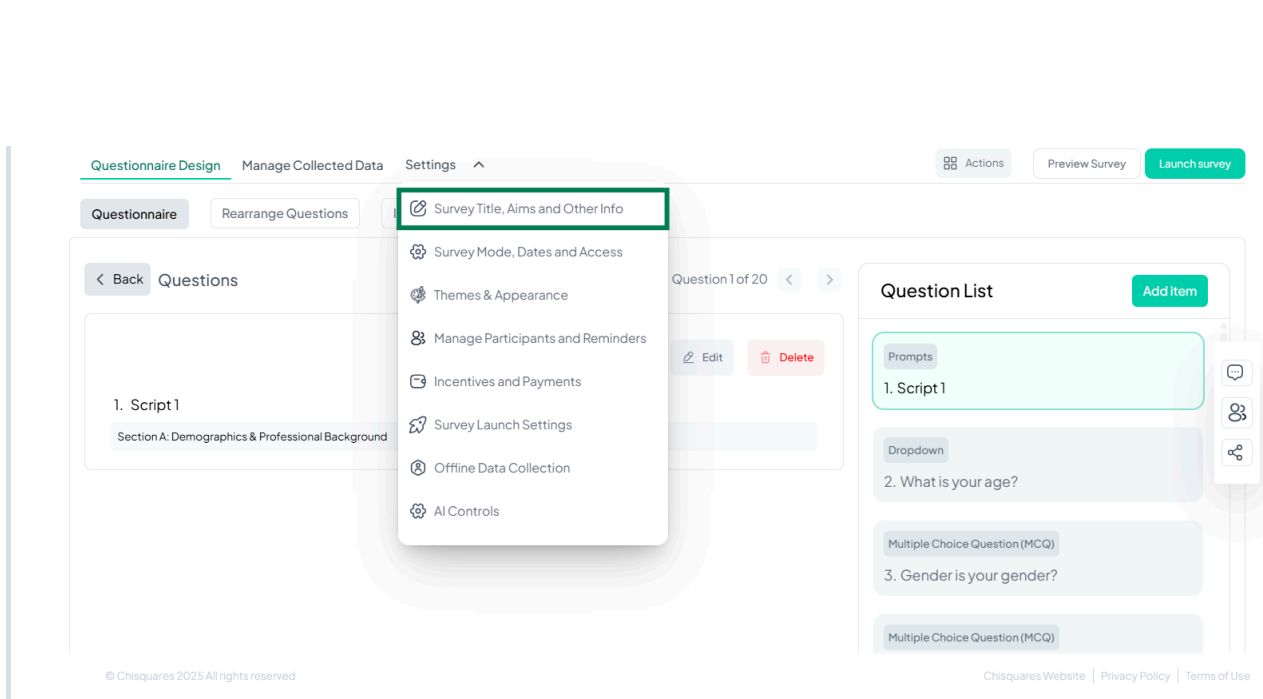 Questionnaire Design Manage Collected Data Settings Actions Preview Survey Launch survey
Questionnaire Rearrange Questions
Survey Title, Aims and Other Info
Survey Mode, Dates and Access
Themes & Appearance
Manage Participants and Reminders
Incentives and Payments
Survey Launch Settings
Offline Data Collection
AI Controls
Back Questions Question 1 of 20
Edit Delete
1. Script 1
Section A: Demographics & Professional Background
Question List Add item
Prompts
1. Script 1
Dropdown
2. What is your age?
Multiple Choice Question (MCQ)
3. Gender is your gender?
Multiple Choice Question (MCQ)
© Chisquares 2025 All rights reserved Chisquares Website | Privacy Policy | Terms of Use